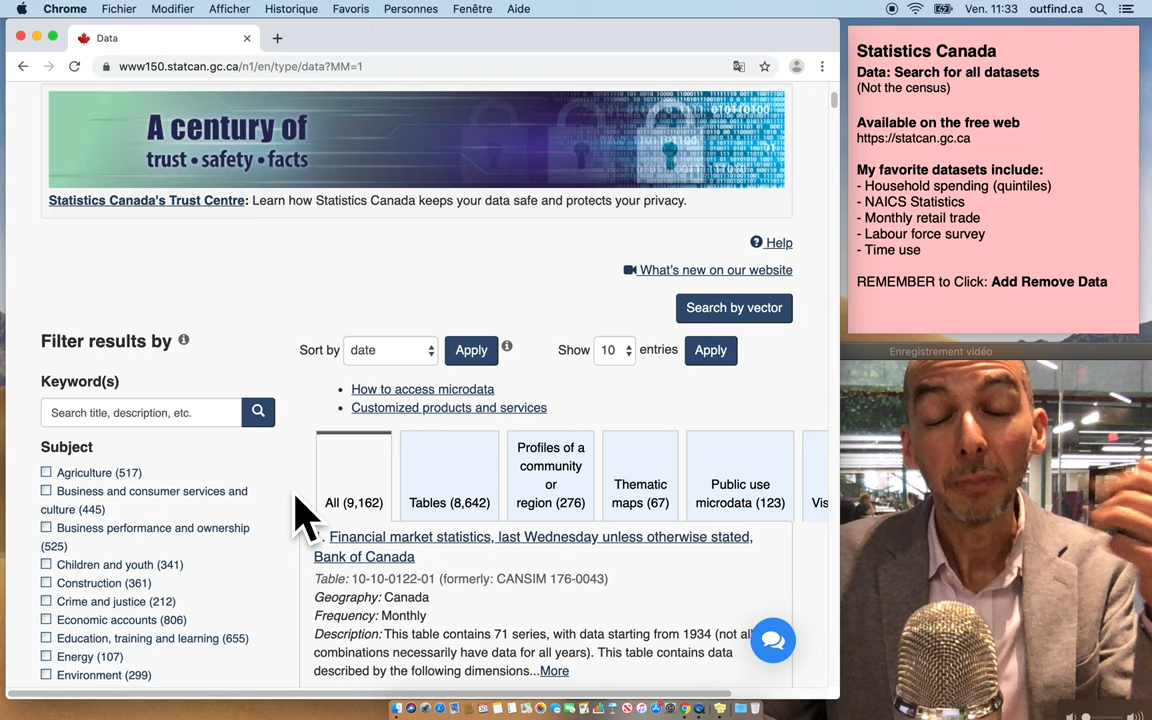 Chrome Fichier Modifier Afficher Historique Favoris Personnes Fenêtre Aide Ven. 11:33 outfind.ca
Data
www150.statcan.gc.ca/n1/en/type/data?MM=1
A century of
trust • safety • facts
Statistics Canada's Trust Centre: Learn how Statistics Canada keeps your data safe and protects your privacy.
Help
What's new on our website
Search by vector
Filter results by
Sort by date Apply Show 10 entries Apply
How to access microdata
Customized products and services
Keyword(s)
Search title, description, etc.
Subject
Agriculture (517)
Business and consumer services and
culture (445)
Business performance and ownership
(525)
Children and youth (341)
Construction (361)
Crime and justice (212)
Economic accounts (806)
Education, training and learning (655)
Energy (107)
Environment (299)
All (9,162)
Tables (8,642)
Profiles of a
community
or
region (276)
Thematic
maps (67)
Public use
microdata (123)
Vis
Financial market statistics, last Wednesday unless otherwise stated,
Bank of Canada
Table: 10-10-0122-01 (formerly: CANSIM 176-0043)
Geography: Canada
Frequency: Monthly
Description: This table contains 71 series, with data starting from 1934 (not all
combinations necessarily have data for all years). This table contains data
described by the following dimensions...More
Statistics Canada
Data: Search for all datasets
(Not the census)
Available on the free web
https://statcan.gc.ca
My favorite datasets include:
- Household spending (quintiles)
- NAICS Statistics
- Monthly retail trade
- Labour force survey
- Time use
REMEMBER to Click: Add Remove Data
Enregistrement vidéo